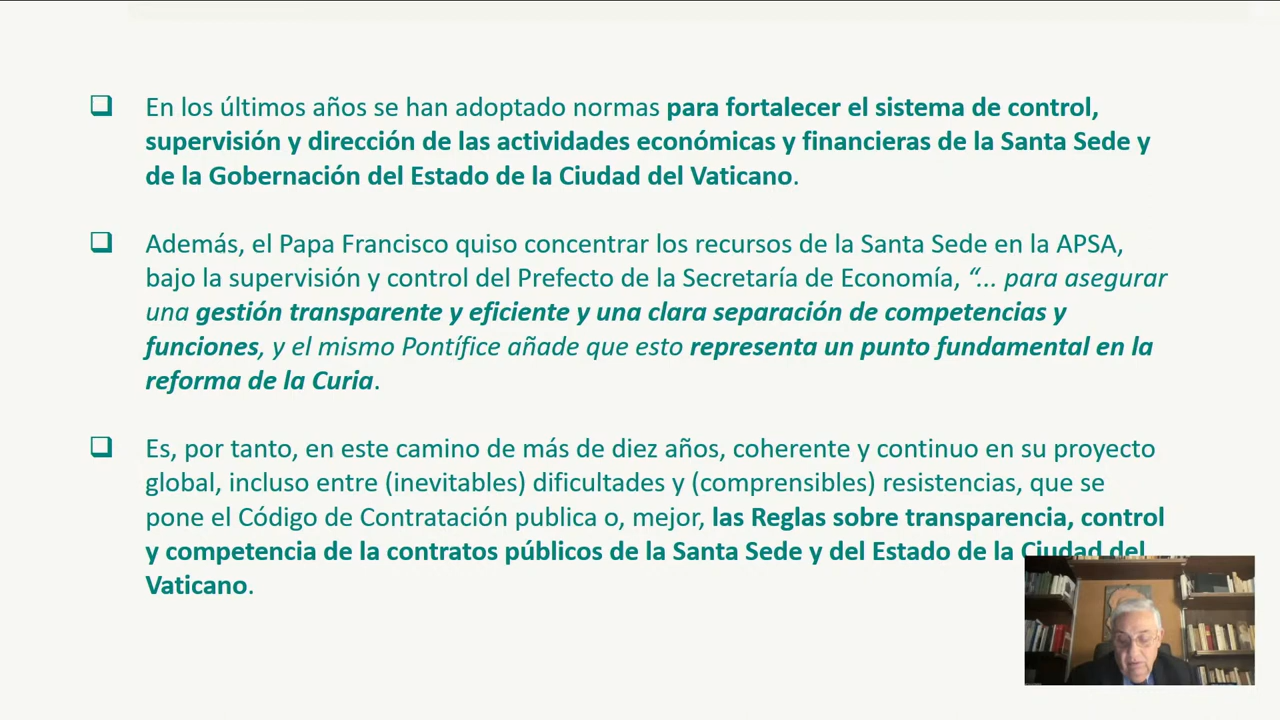 En los últimos años se han adoptado normas para fortalecer el sistema de control,
supervisión y dirección de las actividades económicas y financieras de la Santa Sede y
de la Gobernación del Estado de la Ciudad del Vaticano.
Además, el Papa Francisco quiso concentrar los recursos de la Santa Sede en la APSA,
bajo la supervisión y control del Prefecto de la Secretaría de Economía, “... para asegurar
una gestión transparente y eficiente y una clara separación de competencias y
funciones, y el mismo Pontífice añade que esto representa un punto fundamental en la
reforma de la Curia.
Es, por tanto, en este camino de más de diez años, coherente y continuo en su proyecto
global, incluso entre (inevitables) dificultades y (comprensibles) resistencias, que se
pone el Código de Contratación publica o, mejor, las Reglas sobre transparencia, control
y competencia de la contratos públicos de la Santa Sede y del Estado de la Ciudad del
Vaticano.